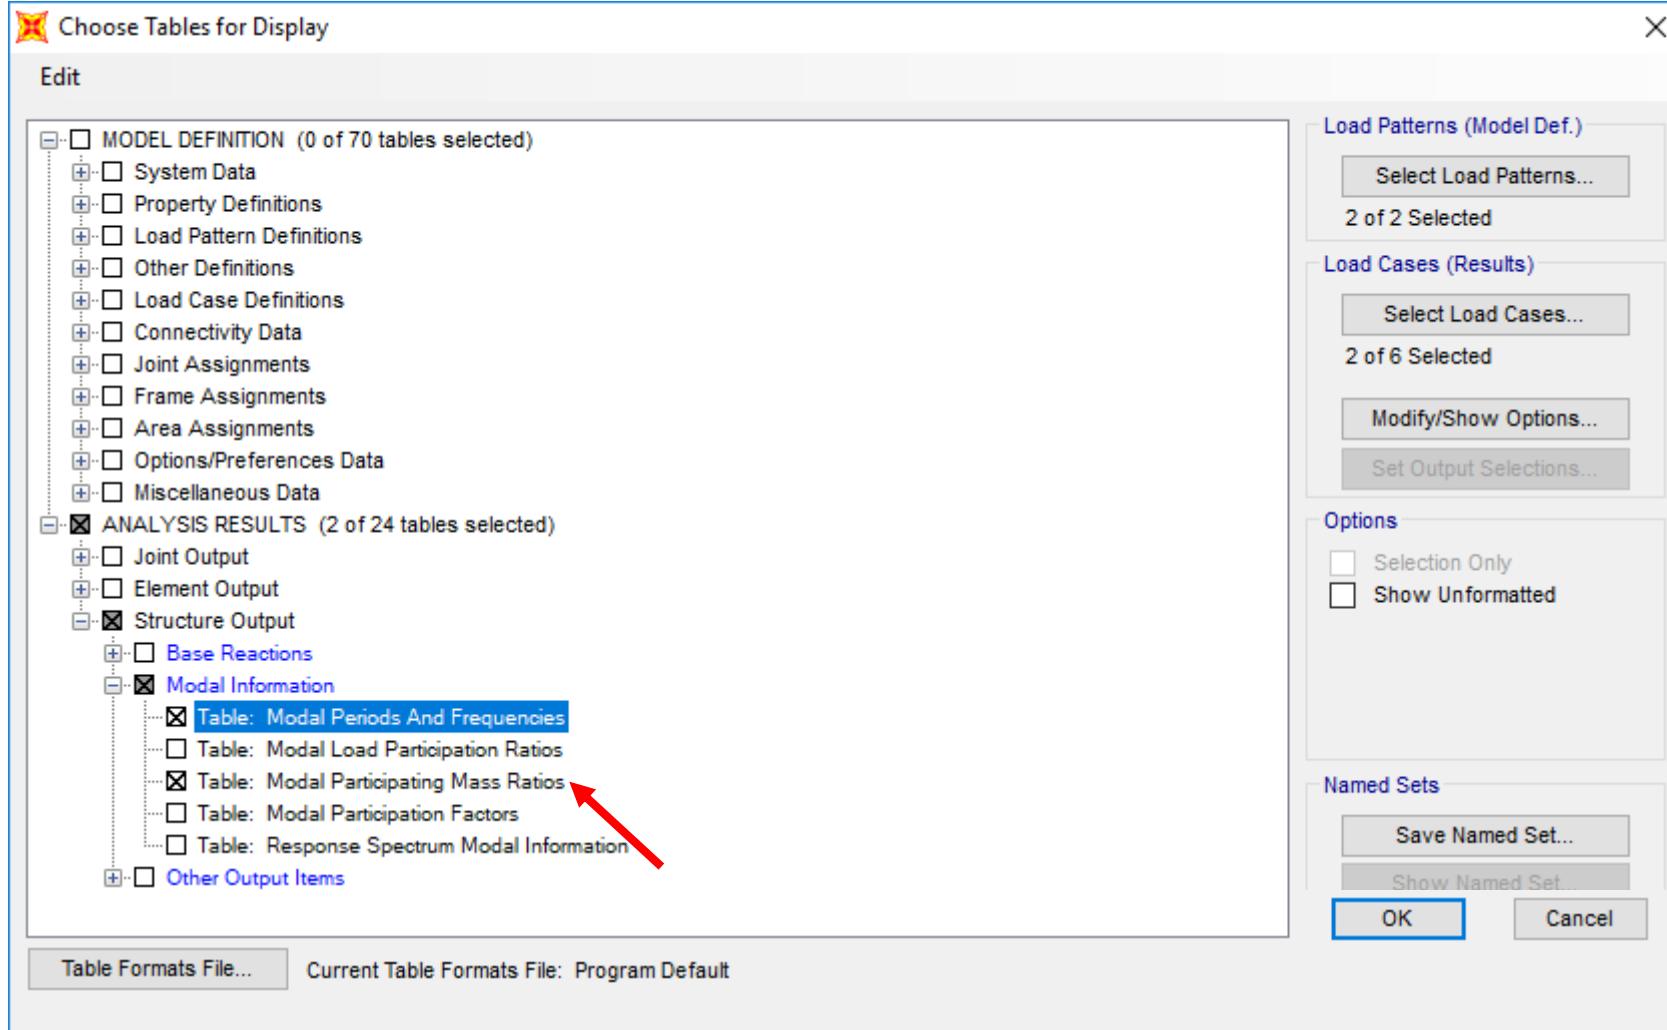 Choose Tables for Display
Edit
MODEL DEFINITION (0 of 70 tables selected)
System Data
Property Definitions
Load Pattern Definitions
Other Definitions
Load Case Definitions
Connectivity Data
Joint Assignments
Frame Assignments
Area Assignments
Options/Preferences Data
Miscellaneous Data
ANALYSIS RESULTS (2 of 24 tables selected)
Joint Output
Element Output
Structure Output
Base Reactions
Modal Information
Table: Modal Periods And Frequencies
Table: Modal Load Participation Ratios
Table: Modal Participating Mass Ratios
Table: Modal Participation Factors
Table: Response Spectrum Modal Information
Other Output Items
Load Patterns (Model Def.)
Select Load Patterns...
2 of 2 Selected
Load Cases (Results)
Select Load Cases...
2 of 6 Selected
Modify/Show Options...
Set Output Selections...
Options
Selection Only
Show Unformatted
Named Sets
Save Named Set...
Show Named Set...
OK
Cancel
Table Formats File...
Current Table Formats File: Program Default